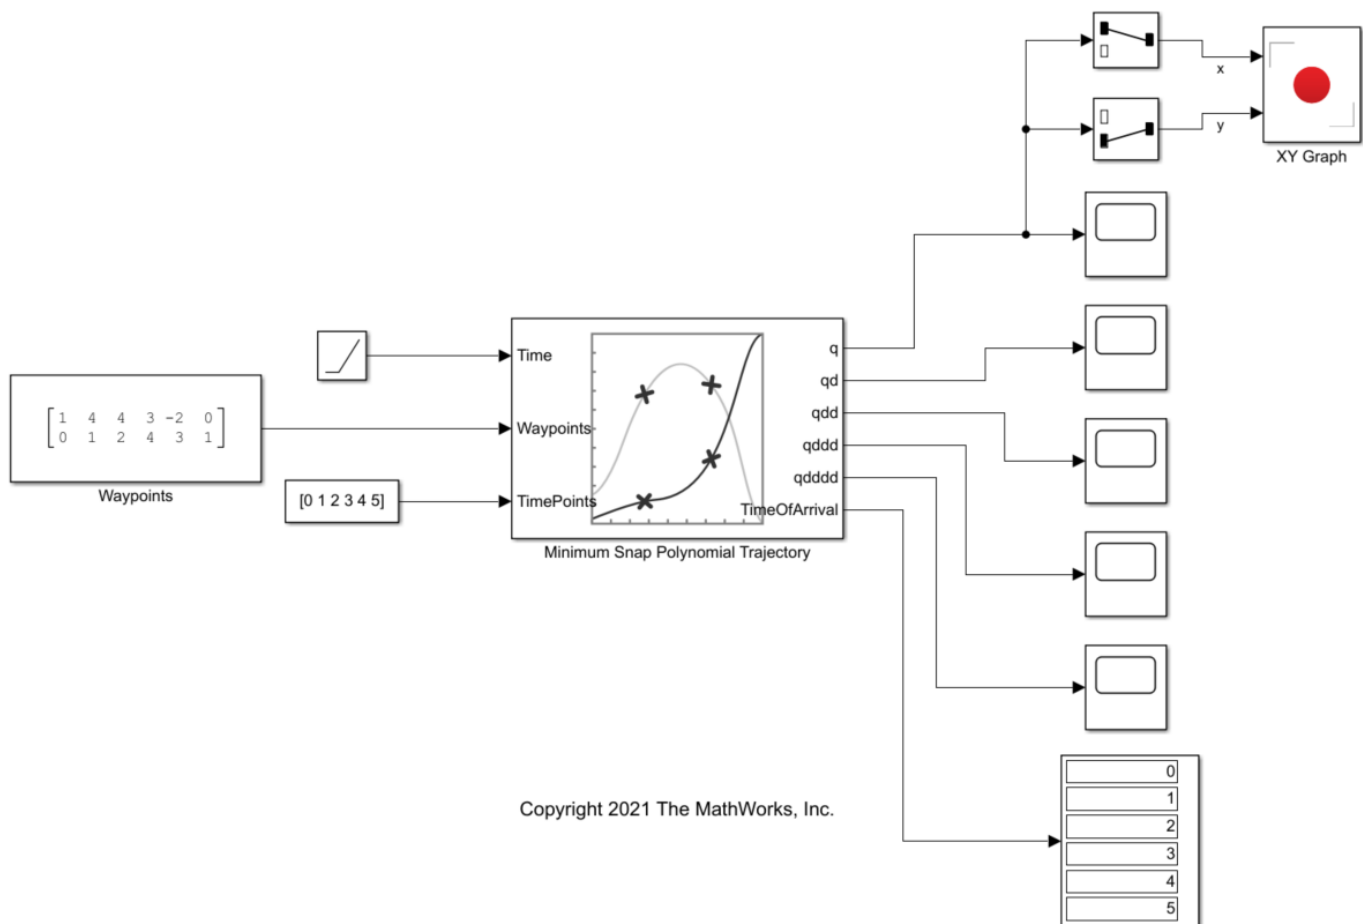 x
y
XY Graph
Time
Waypoints
TimePoints
q
qd
qdd
qddd
qdddd
TimeOfArrival
1 4 4 3 -2 0
0 1 2 4 3 1
Waypoints
[0 1 2 3 4 5]
Minimum Snap Polynomial Trajectory
Copyright 2021 The MathWorks, Inc.
0
1
2
3
4
5